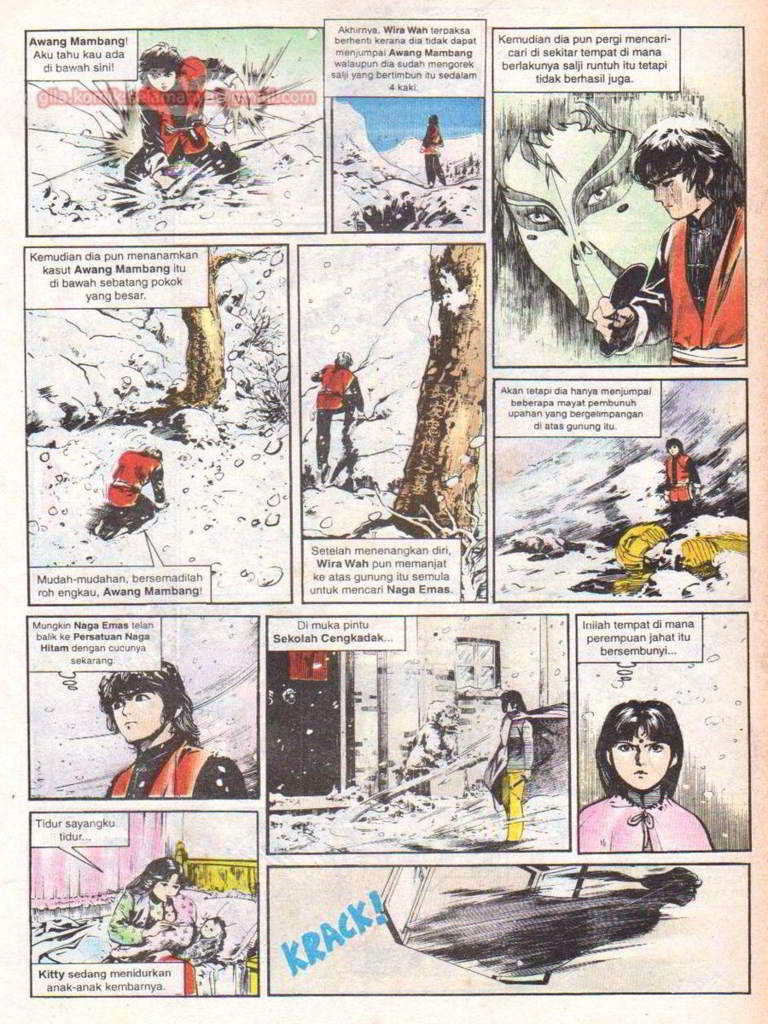 Awang Mambang!
Aku tahu kau ada
di bawah sini!
Akhirnya, Wira Wah terpaksa
berhenti kerana dia tidak dapat
menjumpai Awang Mambang
walaupun dia sudah mengorek
salji yang bertimbun itu sedalam
4 kaki.
Kemudian dia pun pergi mencari-
cari di sekitar tempat di mana
berlakunya salji runtuh itu tetapi
tidak berhasil juga.
Kemudian dia pun menanamkan
kasut Awang Mambang itu
di bawah sebatang pokok
yang besar.
Mudah-mudahan, bersemadilah
roh engkau, Awang Mambang!
Setelah menenangkan diri,
Wira Wah pun memanjat
ke atas gunung itu semula
untuk mencari Naga Emas.
Akan tetapi dia hanya menjumpai
beberapa mayat pembunuh
upahan yang bergelimpangan
di atas gunung itu.
Mungkin Naga Emas telah
balik ke Persatuan Naga
Hitam dengan cucunya
sekarang.
Di muka pintu
Sekolah Cengkadak...
Inilah tempat di mana
perempuan jahat itu
bersembunyi...
Tidur sayangku
tidur...
Kitty sedang menidurkan
anak-anak kembarnya.
KRACK!